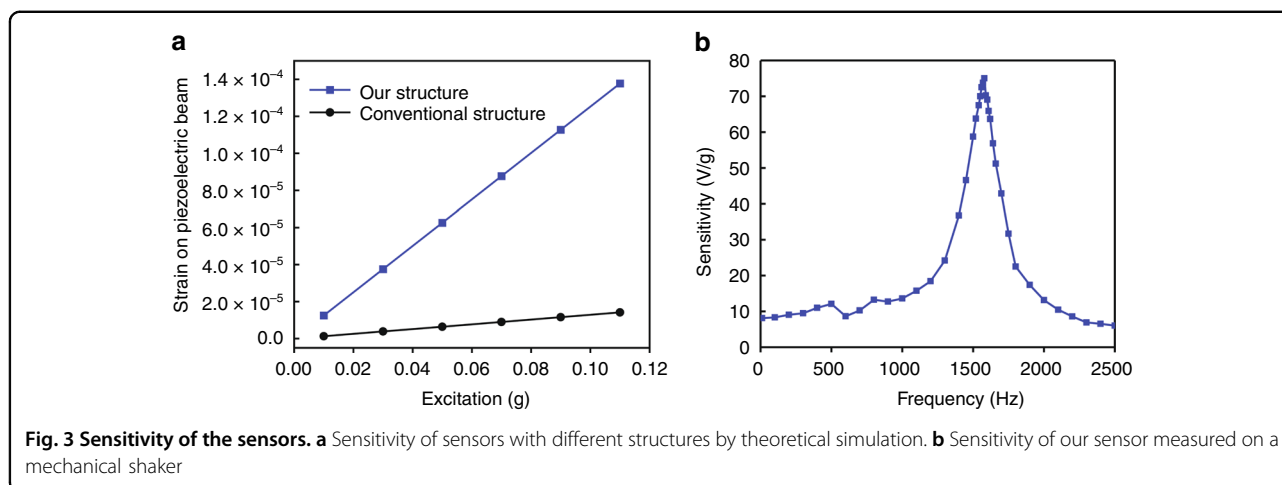 a
Strain on piezoelectric beam
1.4 × 10⁻⁴
1.2 × 10⁻⁴
1.0 × 10⁻⁴
8.0 × 10⁻⁵
6.0 × 10⁻⁵
4.0 × 10⁻⁵
2.0 × 10⁻⁵
0.0
Our structure
Conventional structure
0.00 0.02 0.04 0.06 0.08 0.10 0.12
Excitation (g)
b
Sensitivity (V/g)
80
70
60
50
40
30
20
10
0
0 500 1000 1500 2000 2500
Frequency (Hz)
Fig. 3 Sensitivity of the sensors. a Sensitivity of sensors with different structures by theoretical simulation. b Sensitivity of our sensor measured on a
mechanical shaker